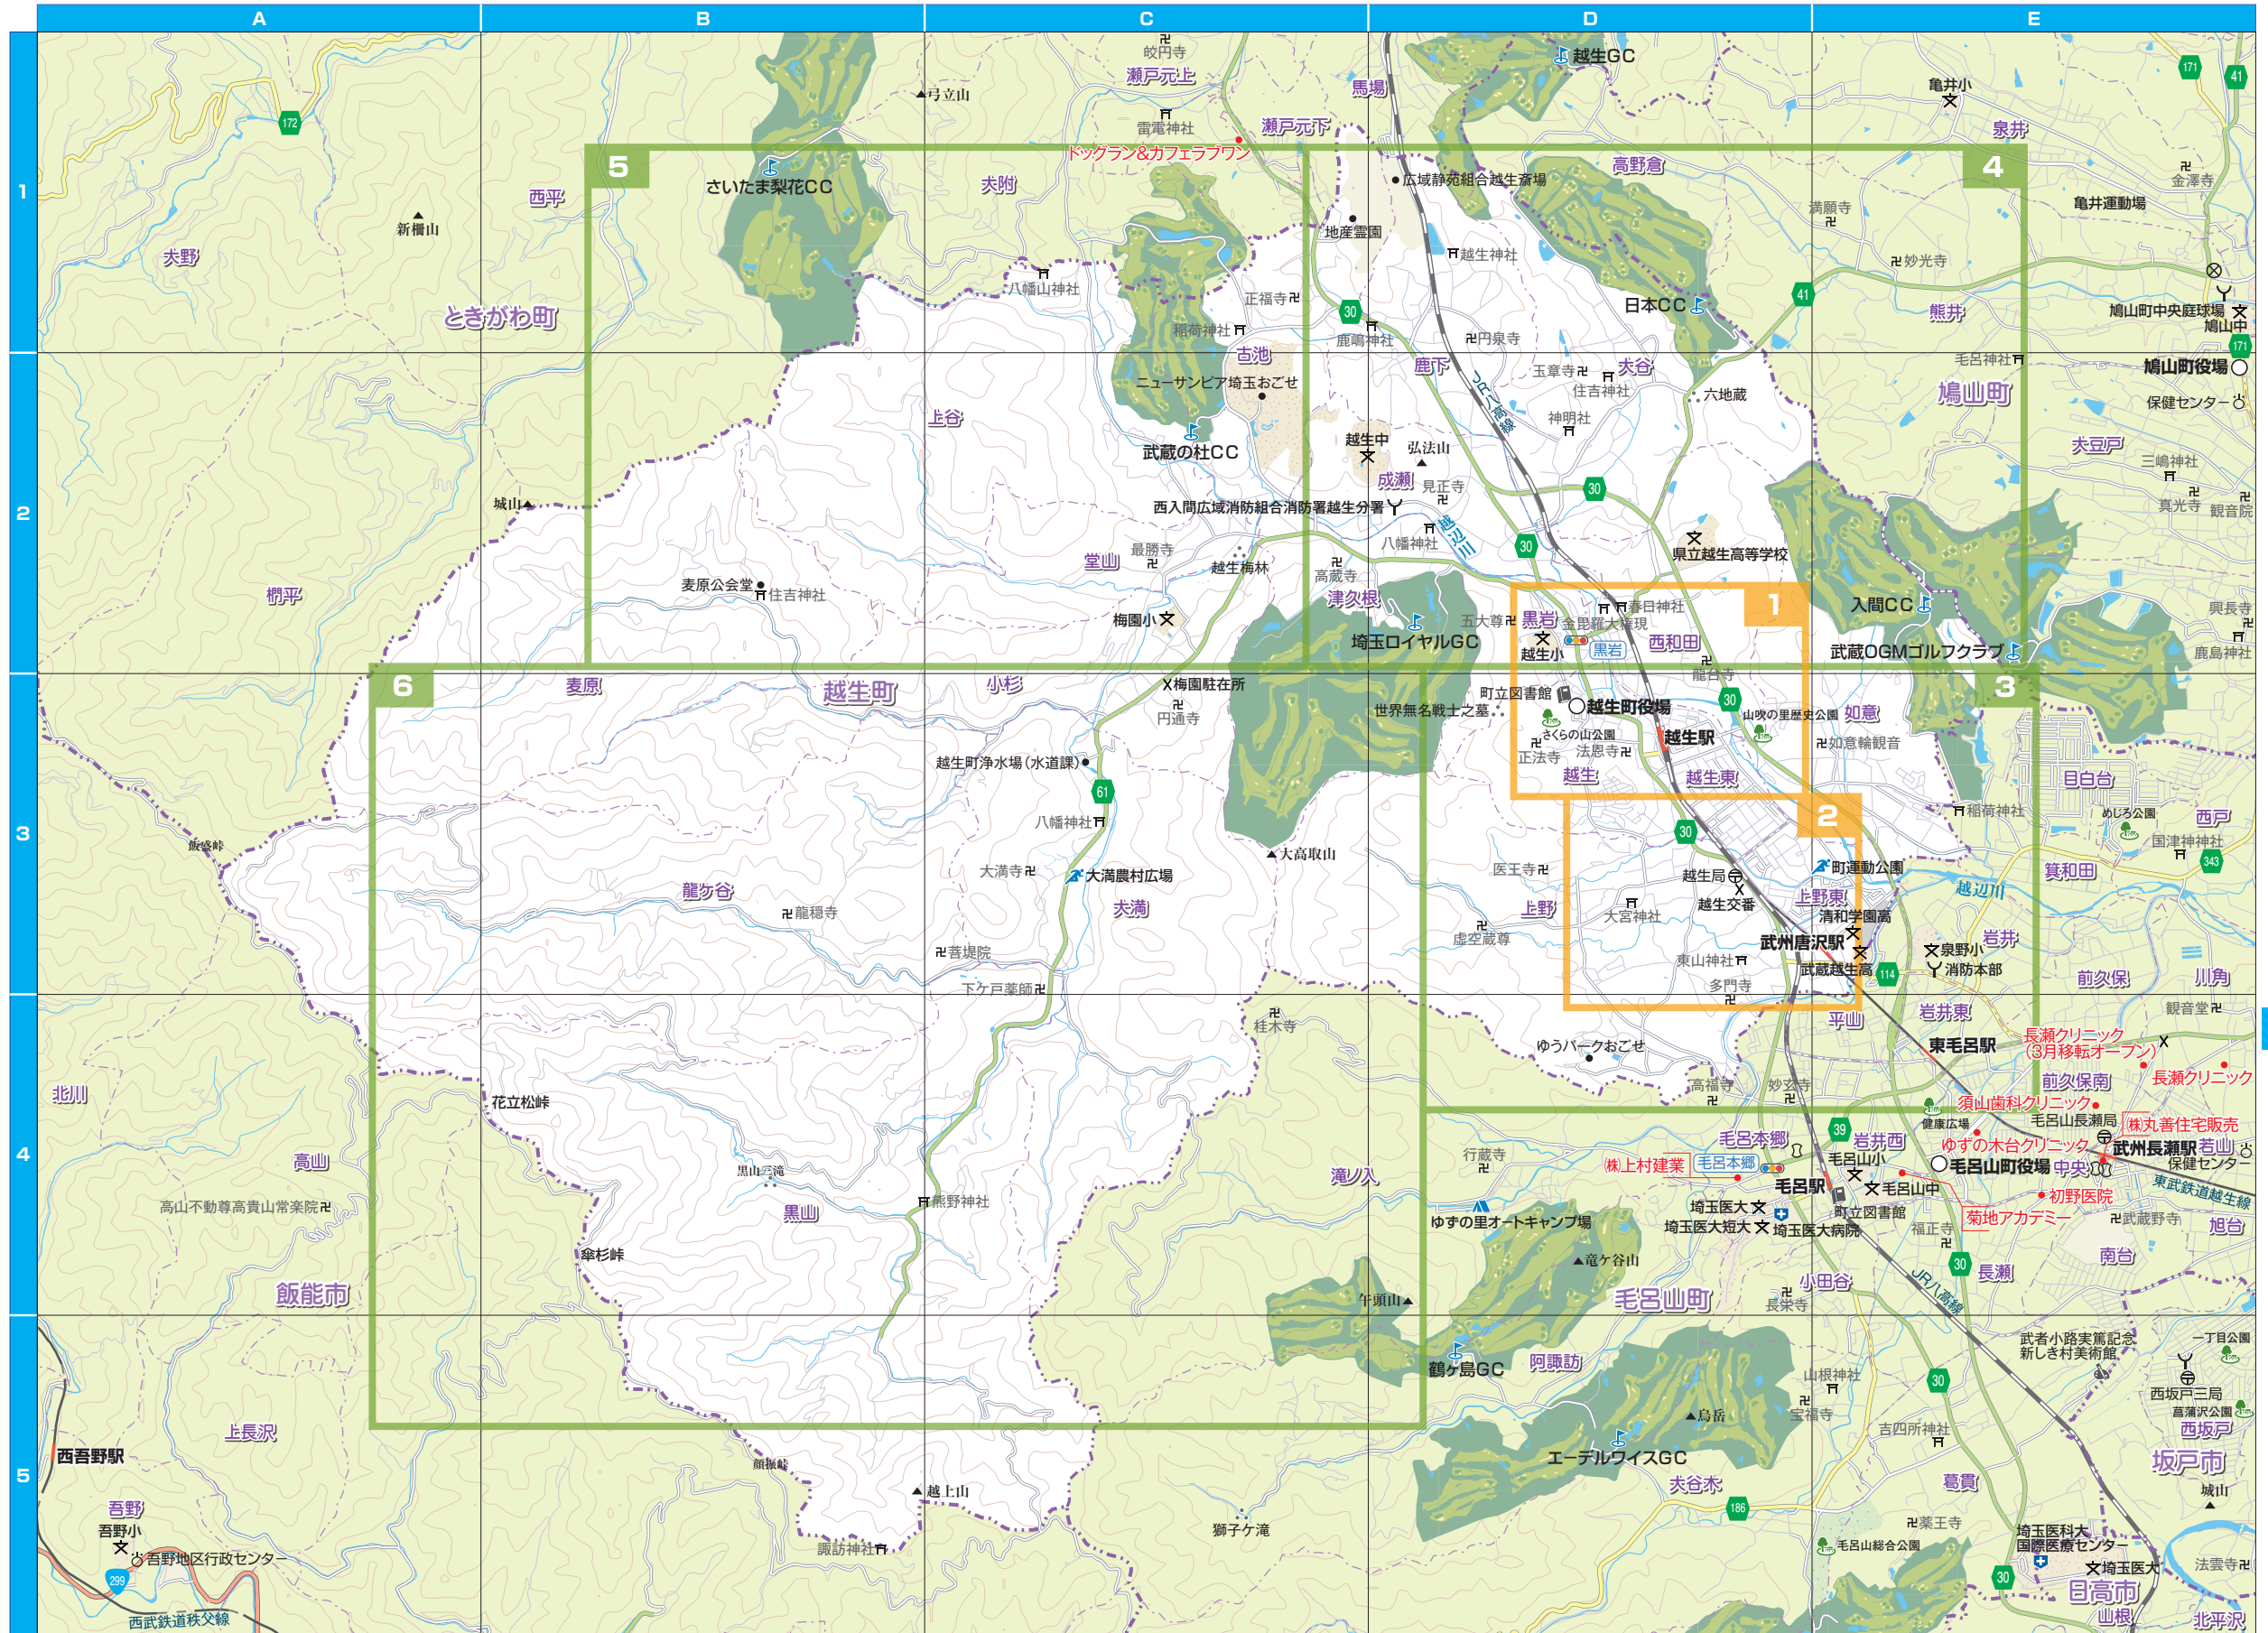 A
B
C
D
E
1
2
3
4
5
172
大野
新柵山
西平
ときがわ町
5
さいたま梨花CC
弓立山
皎円寺
瀬戸元上
雷電神社
瀬戸元下
ドッグラン&カフェラブワン
犬附
馬場
越生GC
広域静苑組合越生斎場
高野倉
地産霊園
越生神社
八幡山神社
正福寺
稲荷神社
30
鹿嶋神社
円泉寺
日本CC
41
亀井小
泉井
171
41
4
金澤寺
亀井運動場
満願寺
妙光寺
熊井
鳩山町中央庭球場
鳩山中
171
毛呂神社
鳩山町役場
鳩山町
保健センター
大豆戸
三嶋神社
真光寺
観音院
古池
ニューサンピア埼玉おごせ
武蔵の杜CC
上谷
鹿下
JR八高線
玉章寺
住吉神社
大谷
六地蔵
神明社
越生中
弘法山
成瀬
見正寺
西入間広域消防組合消防署越生分署
越辺川
八幡神社
30
30
県立越生高等学校
城山
椚平
麦原公会堂
住吉神社
堂山
最勝寺
越生梅林
高蔵寺
津久根
梅園小
埼玉ロイヤルGC
五大尊
黒岩
春日神社
金毘羅大権現
1
越生小
黒岩
西和田
龍台寺
入間CC
武蔵OGMゴルフクラブ
興長寺
鹿島神社
6
麦原
越生町
小杉
梅園駐在所
円通寺
町立図書館
世界無名戦士之墓
越生町役場
さくらの山公園
正法寺
法恩寺
越生駅
30
山吹の里歴史公園
如意
如意輪観音
3
越生
越生東
目白台
稲荷神社
めじろ公園
西戸
国津神神社
343
越生町浄水場(水道課)
61
八幡神社
大高取山
2
30
飯盛峠
大満寺
大満農村広場
大満
医王寺
越生局
越生交番
町運動公園
上野東
清和学園高
箕和田
越辺川
龍ケ谷
龍穏寺
上野
大宮神社
虚空蔵尊
武州唐沢駅
武蔵越生高
岩井
泉野小
消防本部
114
菩提院
下ケ戸薬師
東山神社
多門寺
前久保
川角
桂木寺
平山
岩井東
観音堂
ゆうパークおごせ
東毛呂駅
長瀬クリニック
(3月移転オープン)
長瀬クリニック
北川
花立松峠
高福寺
妙玄寺
前久保南
須山歯科クリニック
毛呂山長瀬局
健康広場
㈱丸善住宅販売
毛呂本郷
39
岩井西
ゆずの木台クリニック
武州長瀬駅
若山
保健センター
高山
黒山三滝
行蔵寺
㈱上村建業
毛呂本郷
毛呂山小
毛呂山町役場
中央
滝ノ入
東武鉄道越生線
高山不動尊高貴山常楽院
黒山
熊野神社
毛呂駅
毛呂山中
初野医院
町立図書館
菊地アカデミー
埼玉医大
埼玉医大短大
埼玉医大病院
ゆずの里オートキャンプ場
福正寺
武蔵野寺
旭台
傘杉峠
竜ケ谷山
南台
30
長瀬
小田谷
JR八高線
飯能市
午頭山
毛呂山町
長栄寺
鶴ヶ島GC
阿諏訪
武者小路実篤記念
新しき村美術館
一丁目公園
山根神社
30
西坂戸三局
菖蒲沢公園
西坂戸
宝福寺
鳥岳
上長沢
吉四所神社
西吾野駅
顔振峠
エーデルワイスGC
坂戸市
越上山
大谷木
葛貫
城山
吾野
186
獅子ケ滝
吾野小
吾野地区行政センター
諏訪神社
薬王寺
埼玉医科大
国際医療センター
毛呂山総合公園
埼玉医大
法雲寺
299
30
日高市
西武鉄道秩父線
山根
北平沢